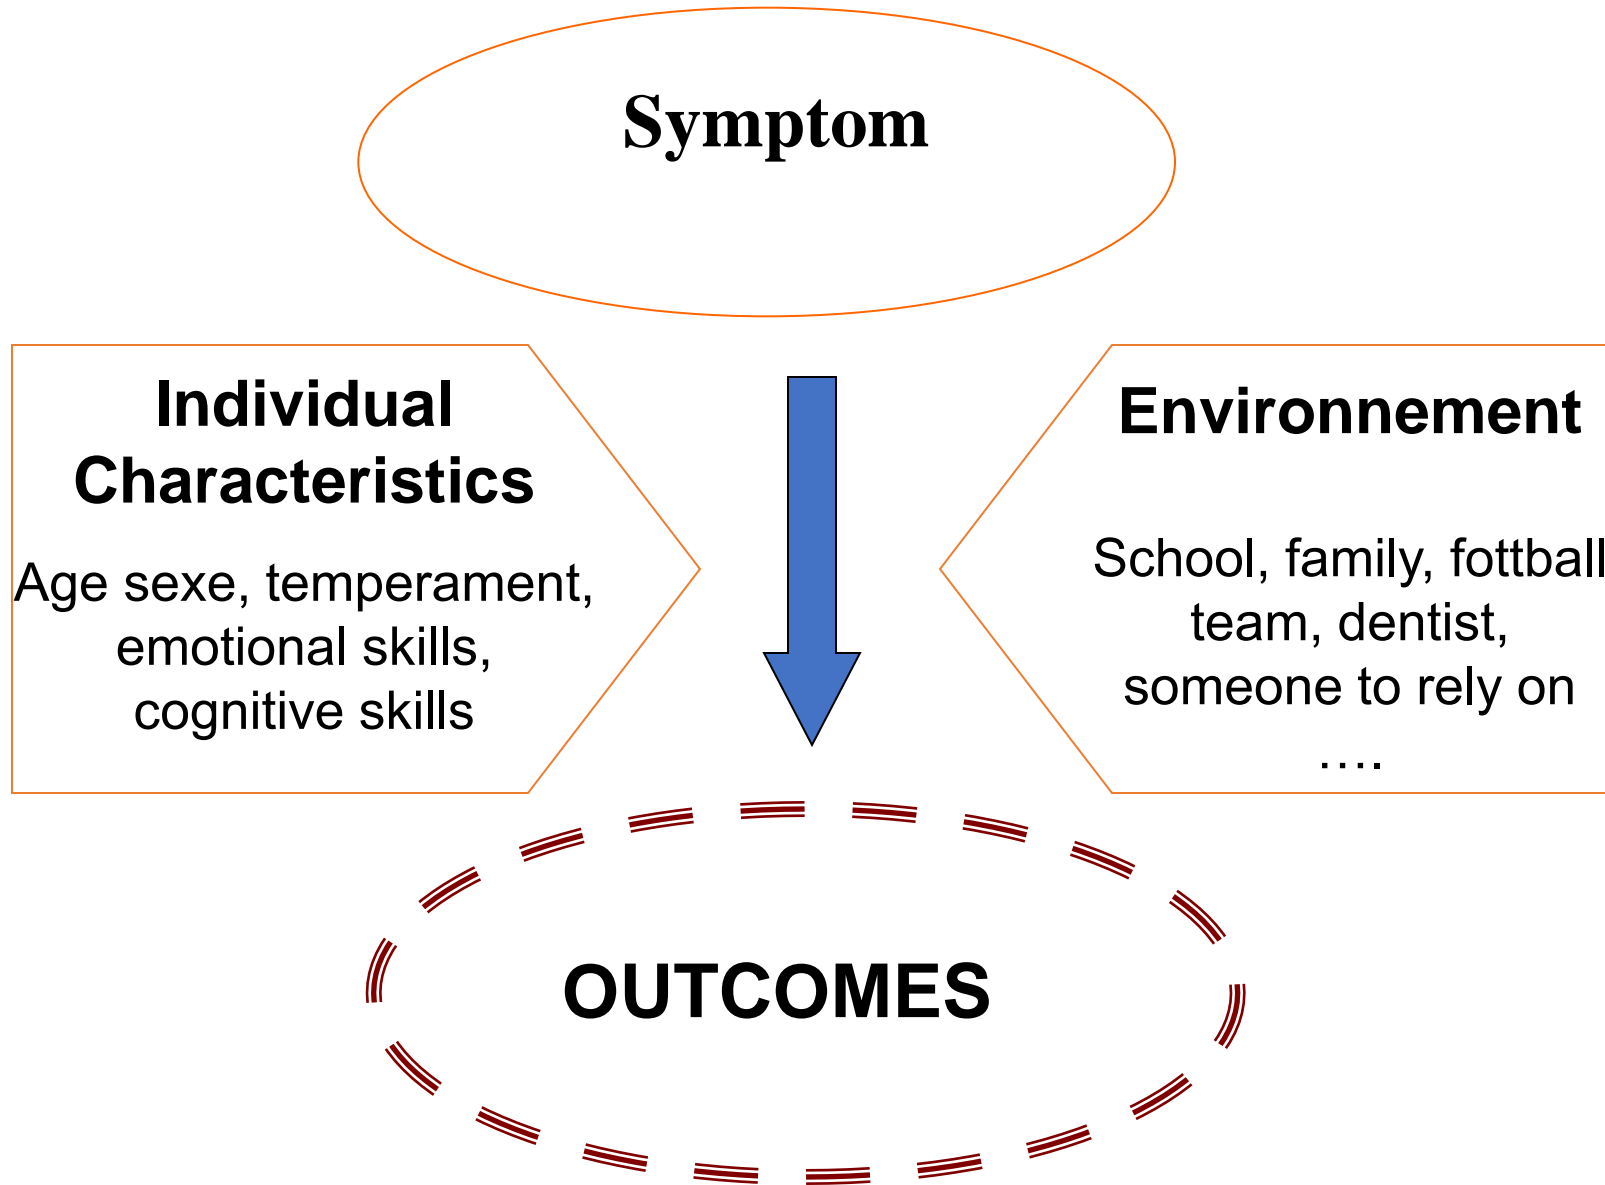 Symptom
Individual
Characteristics
Age sexe, temperament,
emotional skills,
cognitive skills
Environnement
School, family, fottball
team, dentist,
someone to rely on
….
OUTCOMES